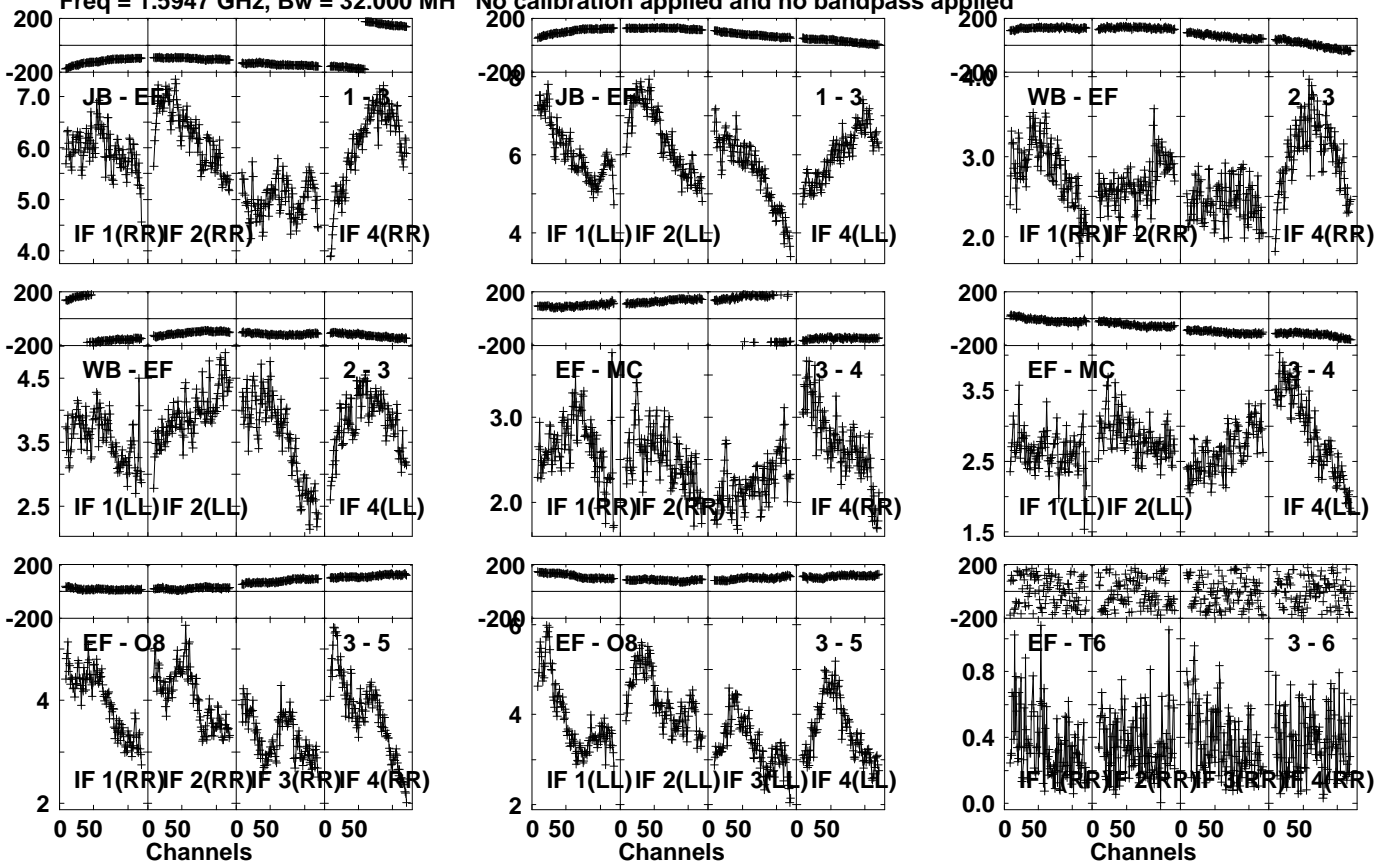 Freq = 1.5947 GHz, Bw = 32.000 MH No calibration applied and no bandpass applied
200
-200
7.0
6.0
5.0
4.0
JB - EF
1 - 3
IF 1(RR)
IF 2(RR)
IF 4(RR)
200
-200
8
6
4
JB - EF
1 - 3
IF 1(LL)
IF 2(LL)
IF 4(LL)
200
-200
4.0
3.0
2.0
WB - EF
2 - 3
IF 1(RR)
IF 2(RR)
IF 4(RR)
200
-200
4.5
3.5
2.5
WB - EF
2 - 3
IF 1(LL)
IF 2(LL)
IF 4(LL)
200
-200
3.0
2.0
EF - MC
3 - 4
IF 1(RR)
IF 2(RR)
IF 4(RR)
200
-200
3.5
2.5
1.5
EF - MC
3 - 4
IF 1(LL)
IF 2(LL)
IF 4(LL)
200
-200
4
2
EF - O8
3 - 5
IF 1(RR)
IF 2(RR)
IF 3(RR)
IF 4(RR)
0 50 0 50 0 50 0 50
Channels
200
-200
6
4
2
EF - O8
3 - 5
IF 1(LL)
IF 2(LL)
IF 3(LL)
IF 4(LL)
0 50 0 50 0 50 0 50
Channels
200
-200
0.8
0.4
0.0
EF - T6
3 - 6
IF 1(RR)
IF 2(RR)
IF 3(RR)
IF 4(RR)
0 50 0 50 0 50 0 50
Channels